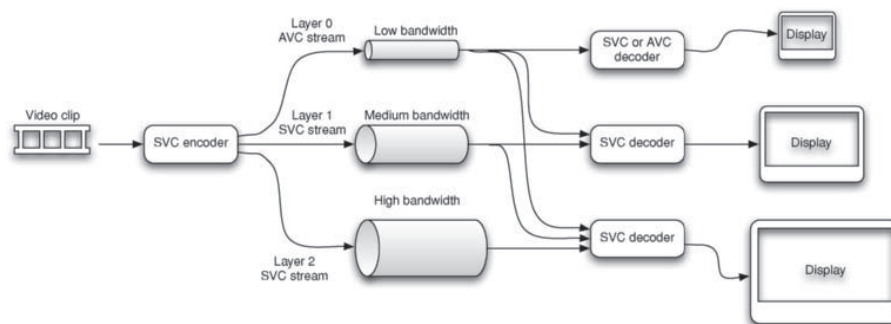 Layer 0
AVC stream
Low bandwidth
SVC or AVC
decoder
Display
Video clip
SVC encoder
Layer 1
SVC stream
Medium bandwidth
SVC decoder
Display
High bandwidth
Layer 2
SVC stream
SVC decoder
Display